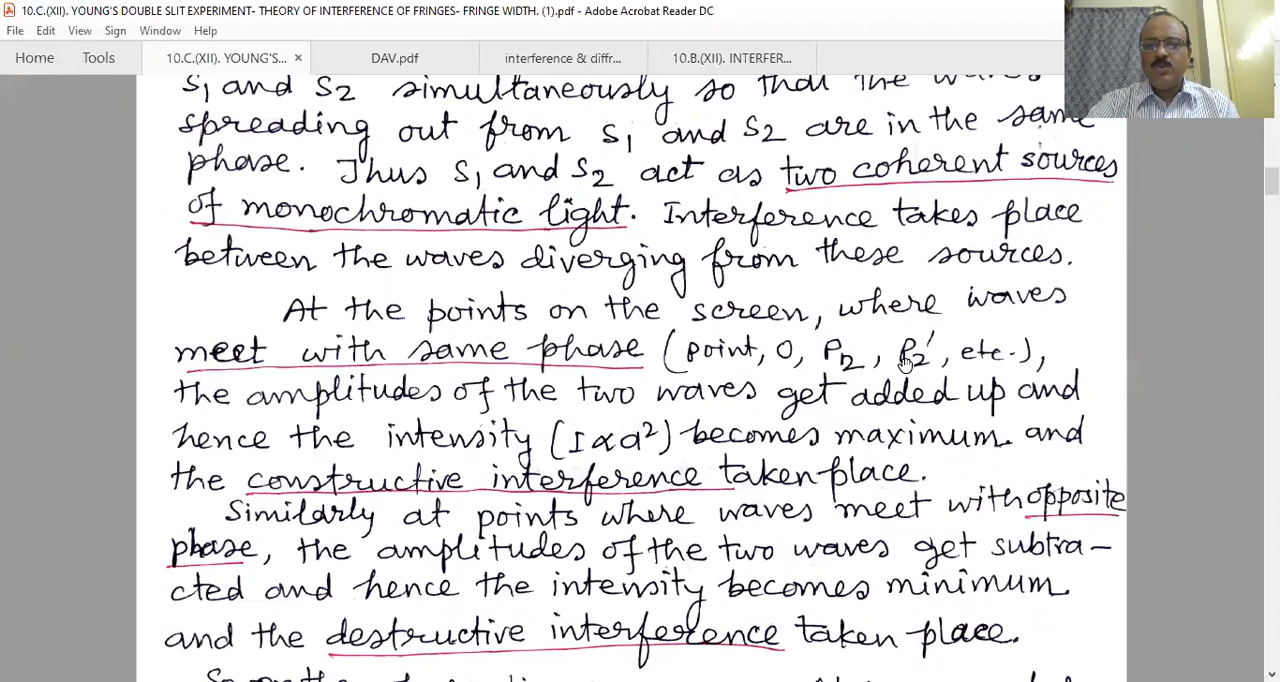 10.C.(XII). YOUNG'S DOUBLE SLIT EXPERIMENT- THEORY OF INTERFERENCE OF FRINGES- FRINGE WIDTH. (1).pdf - Adobe Acrobat Reader DC
File Edit View Sign Window Help
Home Tools 10.C.(XII). YOUNG'S... × DAV.pdf interference & diffr... 10.B.(XII). INTERFER...
S1 and S2 simultaneously so that the waves
spreading out from S1 and S2 are in the same
phase. Thus S1 and S2 act as two coherent sources
of monochromatic light. Interference takes place
between the waves diverging from these sources.
At the points on the screen, where waves
meet with same phase (point, O, P2, P2', etc.),
the amplitudes of the two waves get added up and
hence the intensity (I∝a²) becomes maximum and
the constructive interference taken place.
Similarly at points where waves meet with opposite
phase, the amplitudes of the two waves get subtra-
cted and hence the intensity becomes minimum
and the destructive interference taken place.